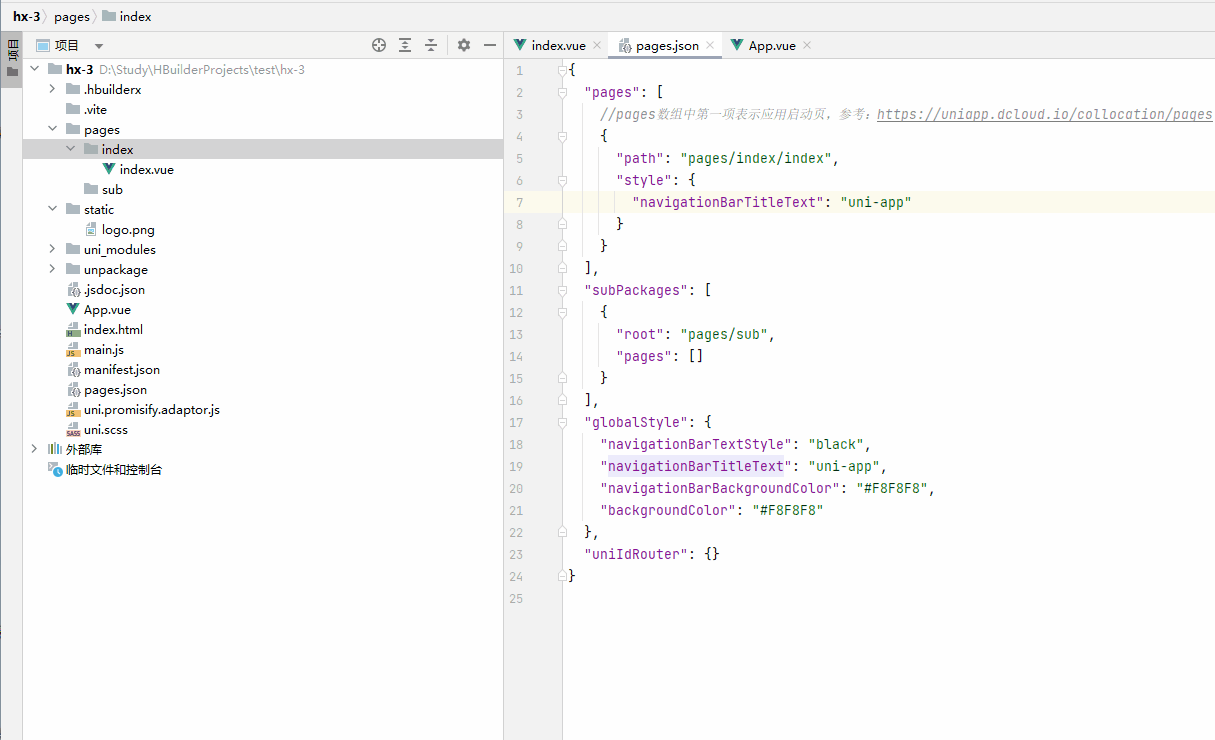 hx-3 pages index
项目
项目
hx-3 D:\Study\HBuilderProjects\test\hx-3
.hbuilderx
.vite
pages
index
index.vue
sub
static
logo.png
uni_modules
unpackage
.jsdoc.json
App.vue
index.html
main.js
manifest.json
pages.json
uni.promisify.adaptor.js
uni.scss
外部库
临时文件和控制台
index.vue pages.json App.vue
1 {
2 "pages": [
3 //pages数组中第一项表示应用启动页，参考：https://uniapp.dcloud.io/collocation/pages
4 {
5 "path": "pages/index/index",
6 "style": {
7 "navigationBarTitleText": "uni-app"
8 }
9 }
10 ],
11 "subPackages": [
12 {
13 "root": "pages/sub",
14 "pages": []
15 }
16 ],
17 "globalStyle": {
18 "navigationBarTextStyle": "black",
19 "navigationBarTitleText": "uni-app",
20 "navigationBarBackgroundColor": "#F8F8F8",
21 "backgroundColor": "#F8F8F8"
22 },
23 "uniIdRouter": {}
24 }
25